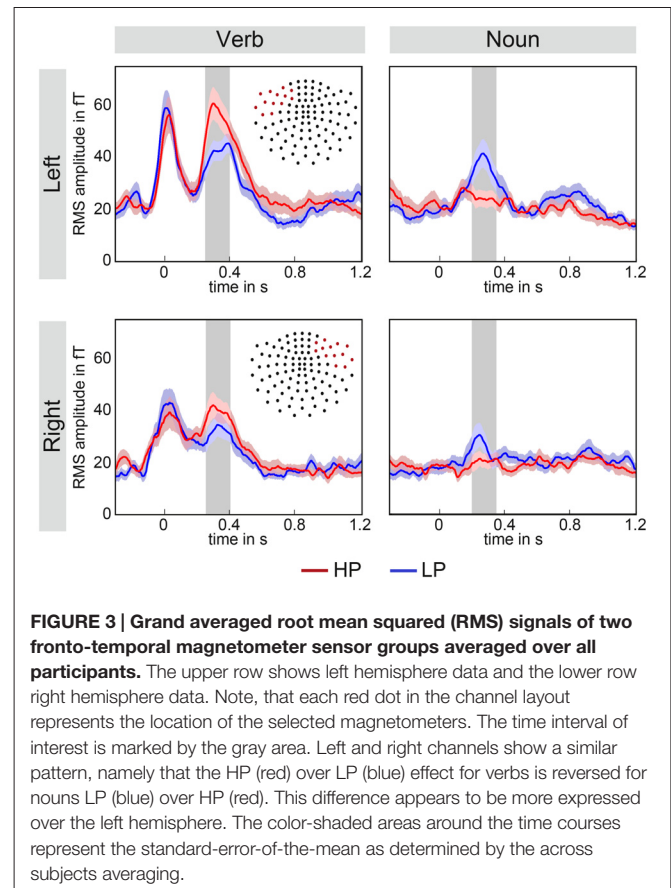 Verb
Noun
Left
RMS amplitude in fT
60
40
20
0
0 0.4 0.8 1.2
time in s
0 0.4 0.8 1.2
time in s
Right
RMS amplitude in fT
60
40
20
0
0 0.4 0.8 1.2
time in s
0 0.4 0.8 1.2
time in s
HP LP
FIGURE 3 | Grand averaged root mean squared (RMS) signals of two
fronto-temporal magnetometer sensor groups averaged over all
participants. The upper row shows left hemisphere data and the lower row
right hemisphere data. Note, that each red dot in the channel layout
represents the location of the selected magnetometers. The time interval of
interest is marked by the gray area. Left and right channels show a similar
pattern, namely that the HP (red) over LP (blue) effect for verbs is reversed for
nouns LP (blue) over HP (red). This difference appears to be more expressed
over the left hemisphere. The color-shaded areas around the time courses
represent the standard-error-of-the-mean as determined by the across
subjects averaging.